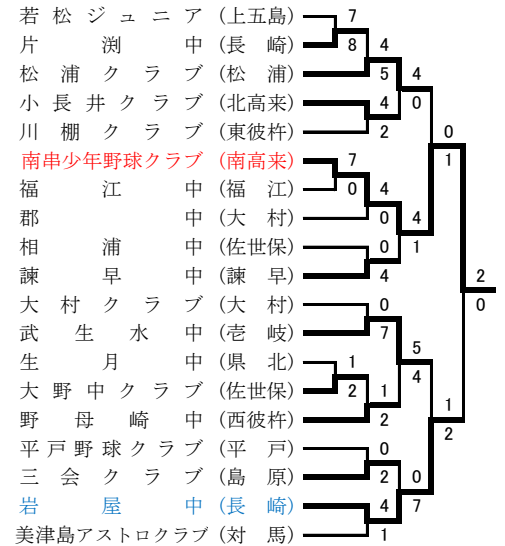 若松ジュニア (上五島) 7
片渕中 (長崎) 8 4
松浦クラブ (松浦) 5 4
小長井クラブ (北高来) 4 0
川棚クラブ (東彼杵) 2 0
南串少年野球クラブ (南高来) 7 1
福江中 (福江) 0 4
郡中 (大村) 0 4
相浦中 (佐世保) 0 1
諫早中 (諫早) 4 2
大村クラブ (大村) 0 0
武生水中 (壱岐) 7 5
生月中 (県北) 1 4
大野中クラブ (佐世保) 2 1 1
野母崎中 (西彼杵) 2 2
平戸野球クラブ (平戸) 0
三会クラブ (島原) 2 0
岩屋中 (長崎) 4 7
美津島アストロクラブ (対馬) 1